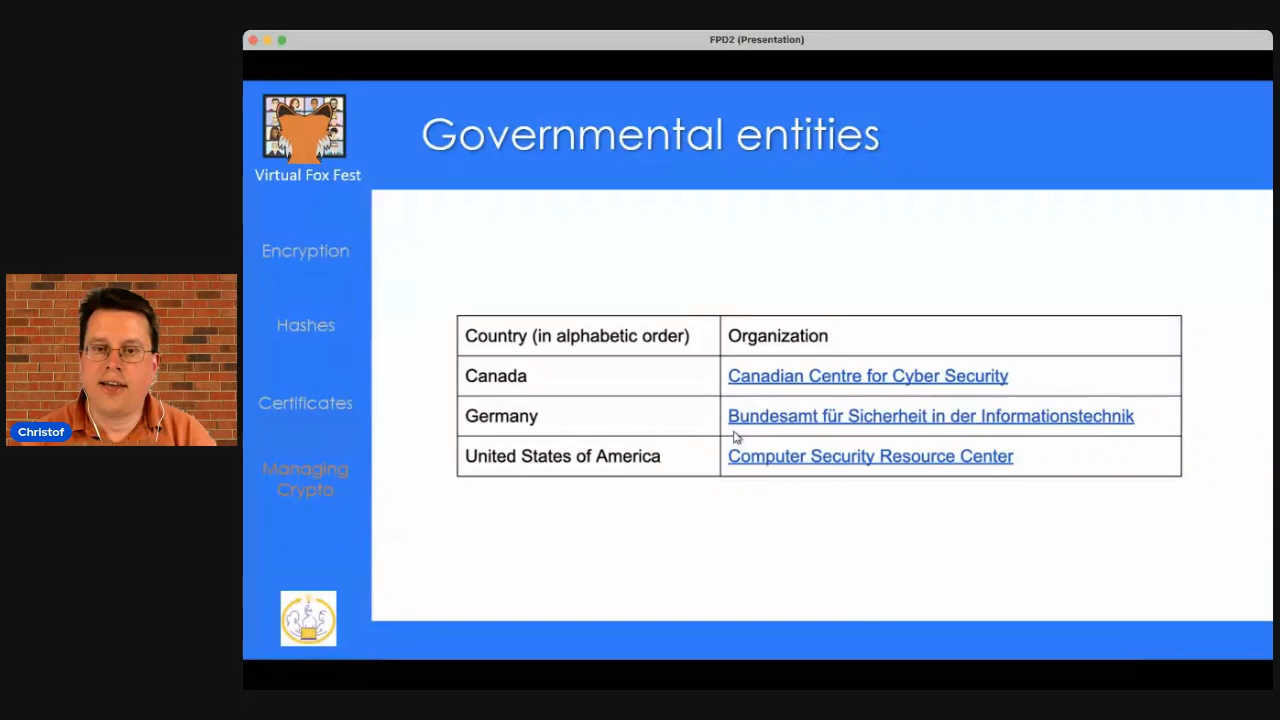 FPD2 (Presentation)
Governmental entities
Virtual Fox Fest
Encryption
Hashes
Certificates
Managing
Crypto
Country (in alphabetic order) Organization
Canada Canadian Centre for Cyber Security
Germany Bundesamt für Sicherheit in der Informationstechnik
United States of America Computer Security Resource Center
Christof